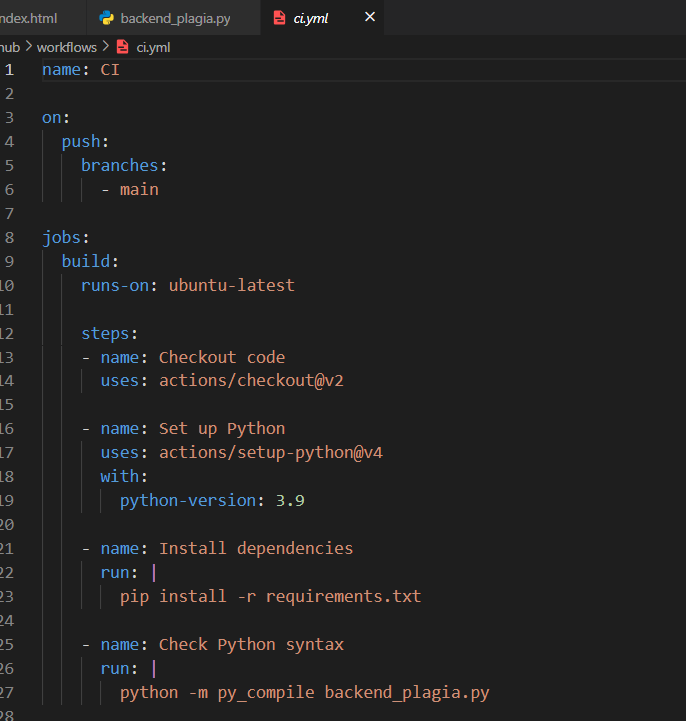 ndex.html backend_plagia.py ci.yml
hub > workflows > ci.yml
1 name: CI
2
3 on:
4   push:
5     branches:
6       - main
7
8 jobs:
9   build:
10     runs-on: ubuntu-latest
11
12     steps:
13     - name: Checkout code
14       uses: actions/checkout@v2
15
16     - name: Set up Python
17       uses: actions/setup-python@v4
18       with:
19         python-version: 3.9
20
21     - name: Install dependencies
22       run: |
23         pip install -r requirements.txt
24
25     - name: Check Python syntax
26       run: |
27         python -m py_compile backend_plagia.py
28